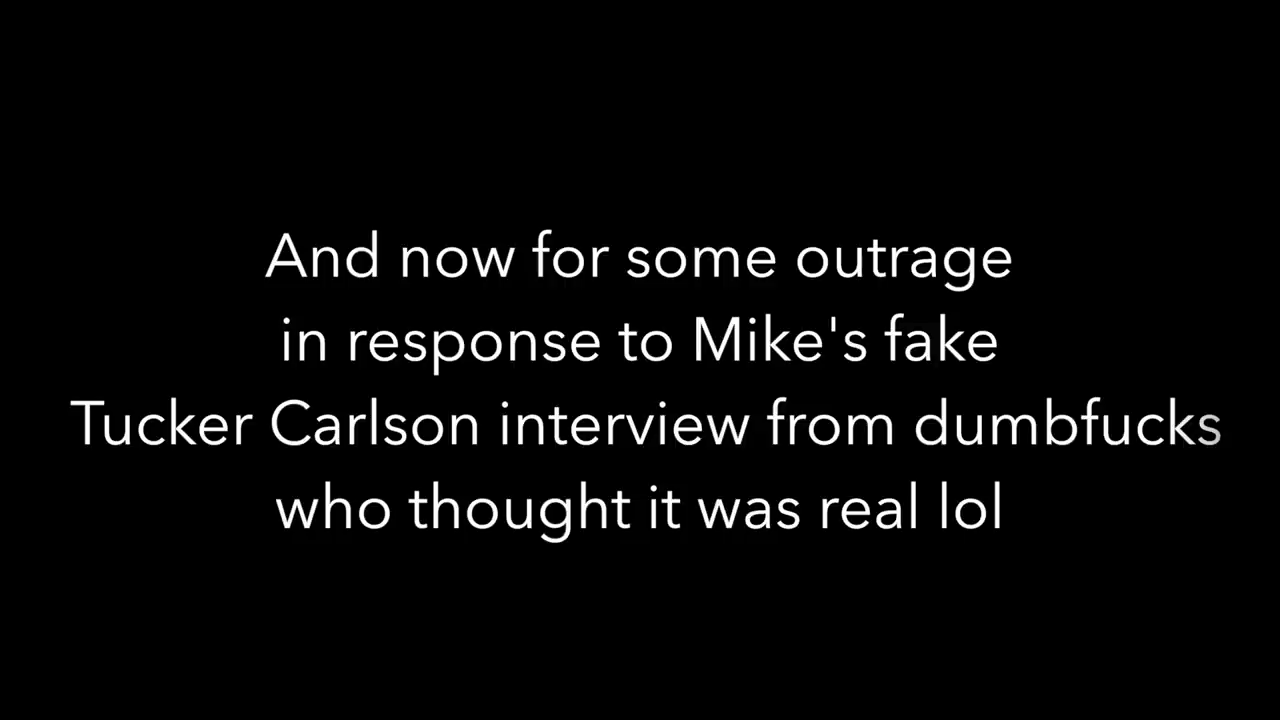 And now for some outrage
in response to Mike's fake
Tucker Carlson interview from dumbfucks
who thought it was real lol